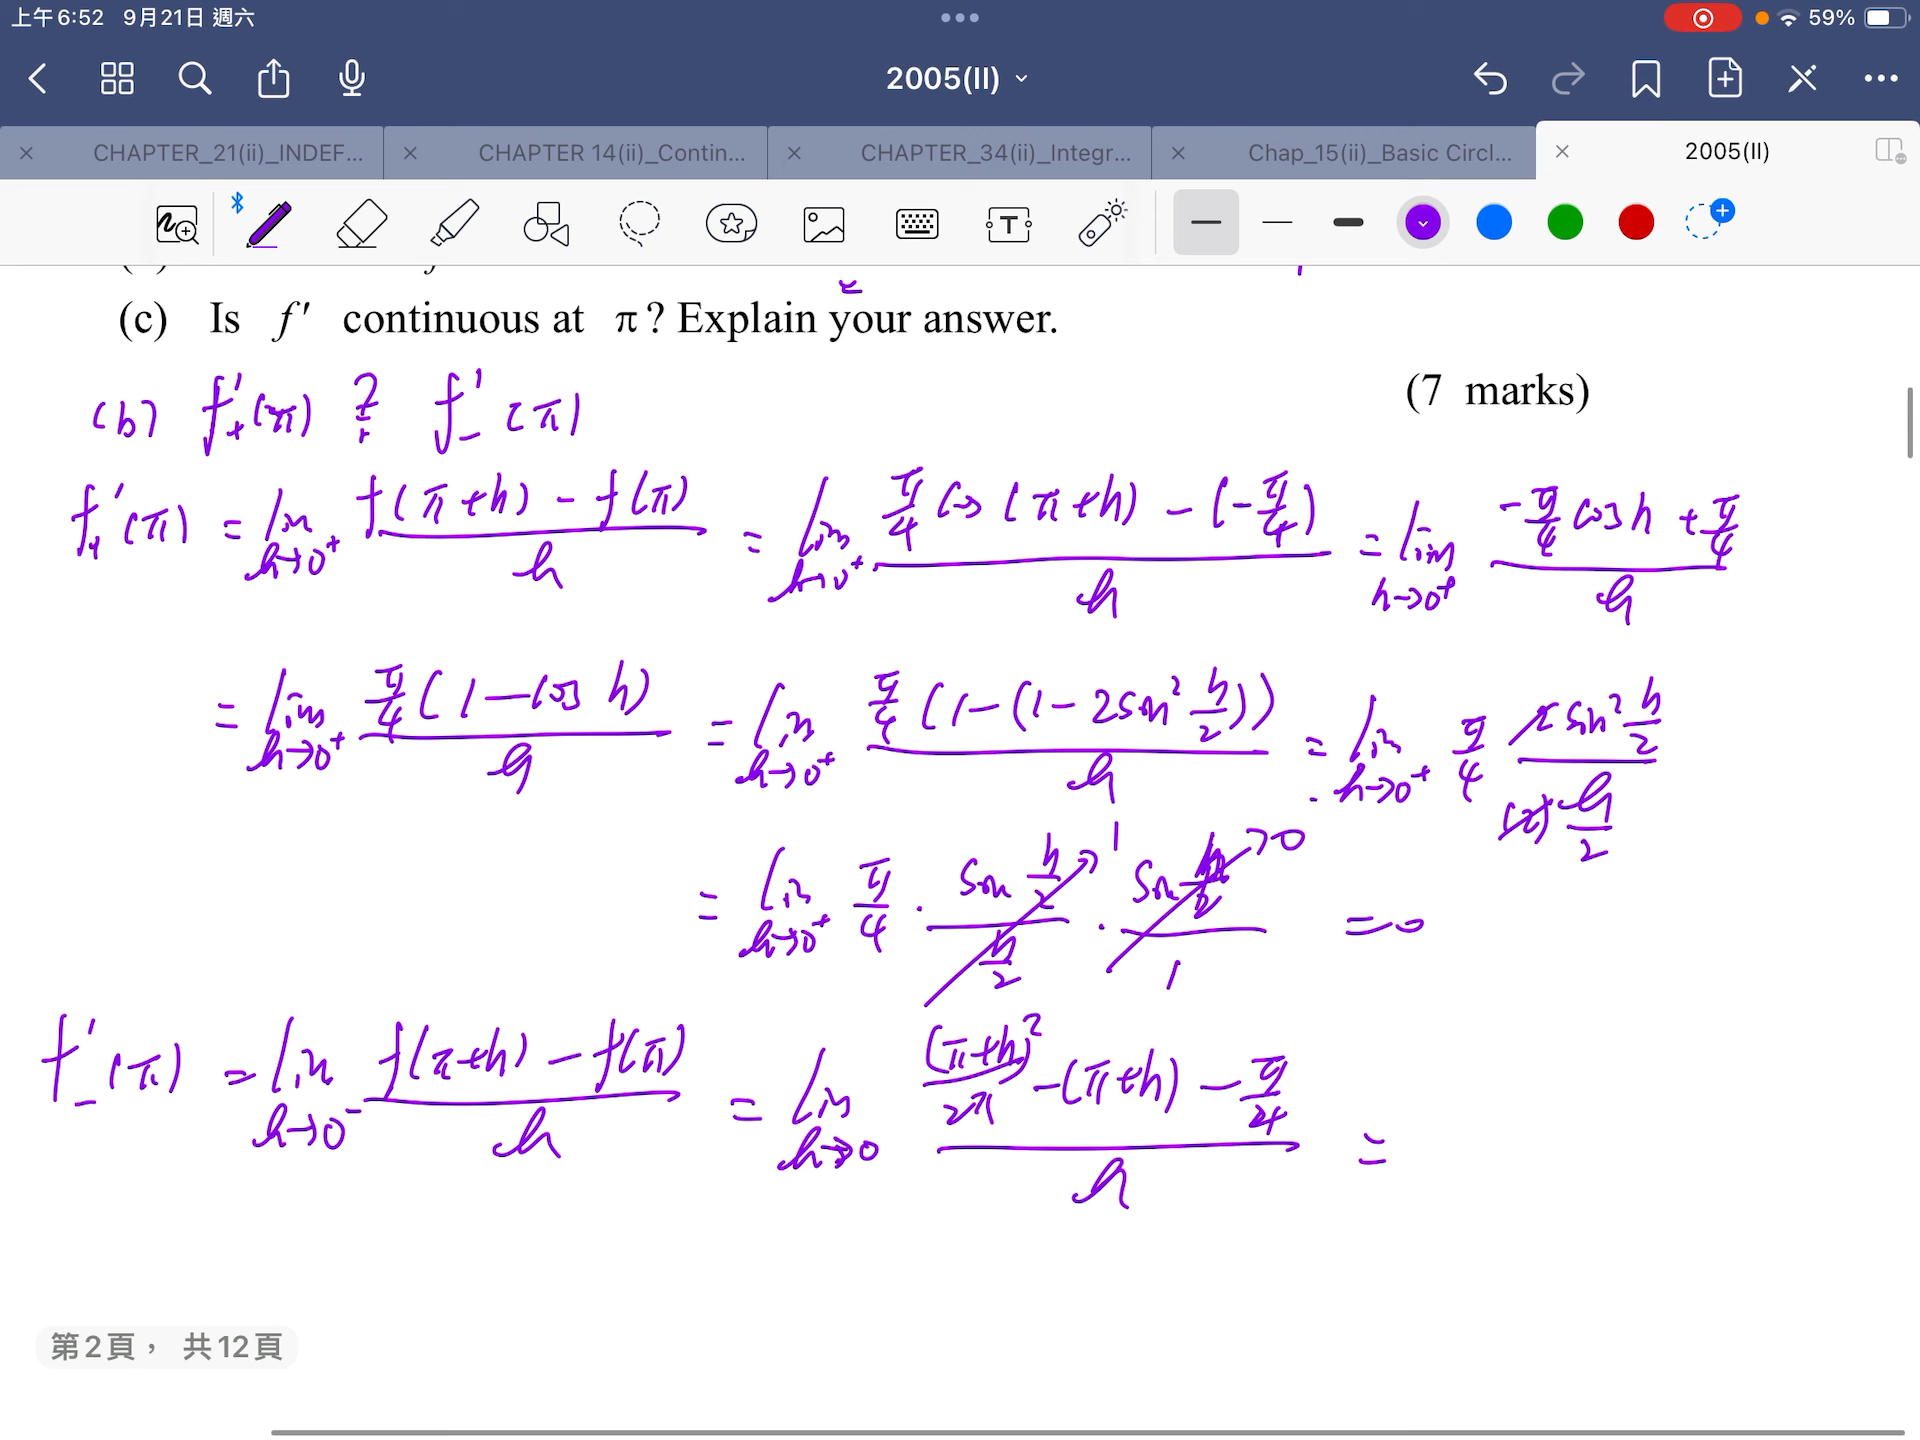 上午6:52 9月21日 週六
59%
2005(II)
CHAPTER_21(ii)_INDEF...
CHAPTER 14(ii)_Contin...
CHAPTER_34(ii)_Integr...
Chap_15(ii)_Basic Circl...
2005(II)
(c) Is f′ continuous at π? Explain your answer.
(7 marks)
(b) f′₊(π) ≟ f′₋(π)
f′₊(π) = lim h→0⁺ (f(π+h) − f(π))/h = lim h→0⁺ (π/4 cos(π+h) − (−π/4))/h = lim h→0⁺ (−π/4 cos h + π/4)/h
= lim h→0⁺ (π/4 (1 − cos h))/h = lim h→0⁺ (π/4 (1 − (1 − 2sin² h/2)))/h = lim h→0⁺ π/4 (2 sin² h/2)/((2) h/2)
= lim h→0⁺ π/4 · (sin h/2)/(h/2) →1 · (sin h/2)/1 →0 = 0
f′₋(π) = lim h→0⁻ (f(π+h) − f(π))/h = lim h→0 ((π+h)²/2π − (π+h) − π/4)/h =
第2頁， 共12頁